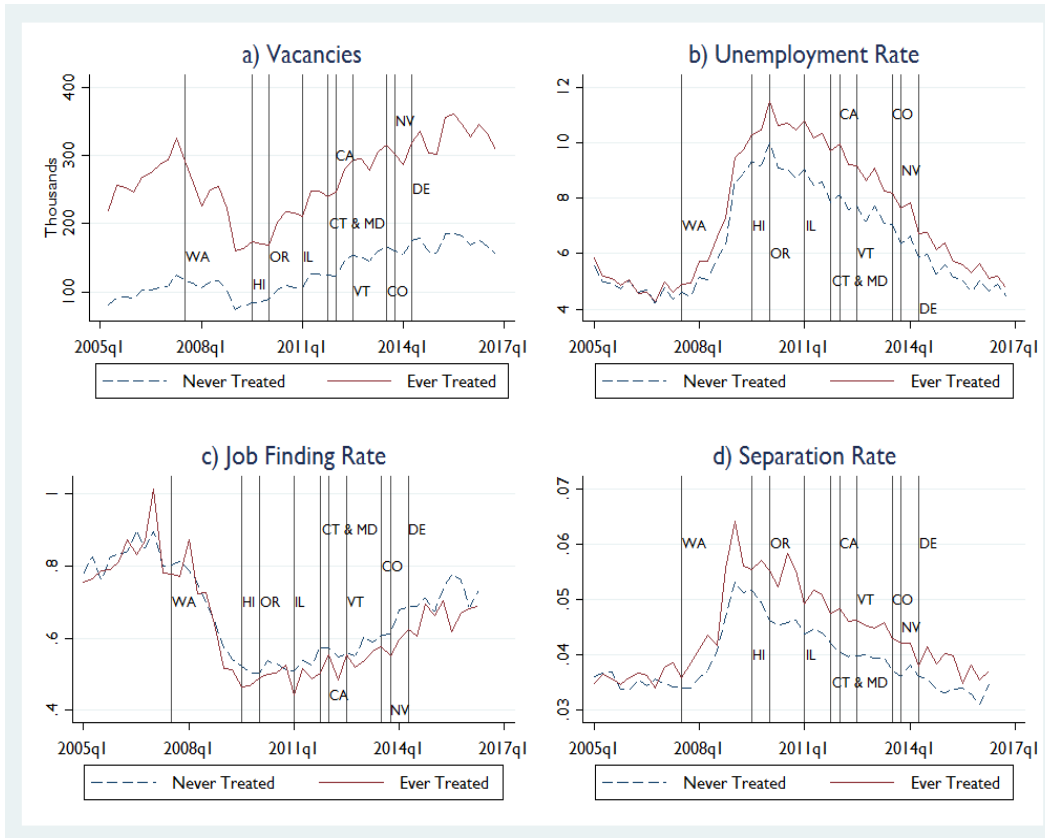 a) Vacancies
400
300
200
100
Thousands
WA
HI
OR
IL
CA
CT & MD
VT
CO
NV
DE
2005q1 2008q1 2011q1 2014q1 2017q1
Never Treated Ever Treated
b) Unemployment Rate
.12
.10
.8
.6
.4
WA
HI
OR
IL
CA
VT
CT & MD
CO
NV
DE
2005q1 2008q1 2011q1 2014q1 2017q1
Never Treated Ever Treated
c) Job Finding Rate
1
.8
.6
.4
WA
HI
OR
IL
CT & MD
VT
CA
CO
NV
DE
2005q1 2008q1 2011q1 2014q1 2017q1
Never Treated Ever Treated
d) Separation Rate
.07
.06
.05
.04
.03
WA
HI
OR
IL
CA
VT
CT & MD
CO
NV
DE
2005q1 2008q1 2011q1 2014q1 2017q1
Never Treated Ever Treated